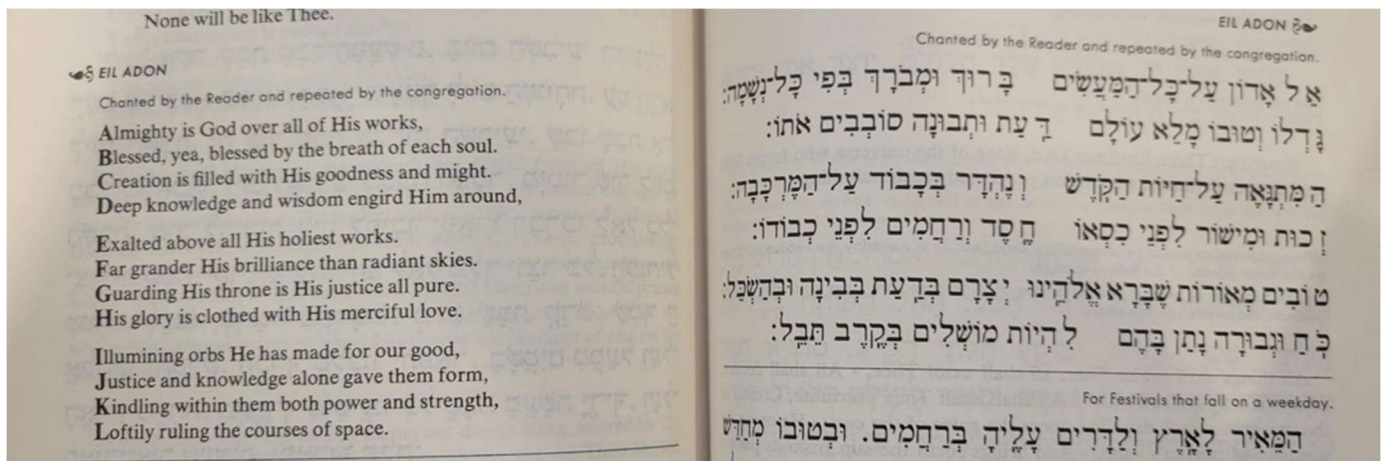 None will be like Thee.
EIL ADON
Chanted by the Reader and repeated by the congregation.
Almighty is God over all of His works,
Blessed, yea, blessed by the breath of each soul.
Creation is filled with His goodness and might.
Deep knowledge and wisdom engird Him around,
Exalted above all His holiest works.
Far grander His brilliance than radiant skies.
Guarding His throne is His justice all pure.
His glory is clothed with His merciful love.
Illumining orbs He has made for our good,
Justice and knowledge alone gave them form,
Kindling within them both power and strength,
Loftily ruling the courses of space.
EIL ADON
Chanted by the Reader and repeated by the congregation.
אֵל אָדוֹן עַל־כָּל־הַמַּעֲשִׂים בָּרוּךְ וּמְבֹרָךְ בְּפִי כָּל־נְשָׁמָה:
גָּדְלוֹ וְטוּבוֹ מָלֵא עוֹלָם דַּעַת וּתְבוּנָה סוֹבְבִים אֹתוֹ:
הַמִּתְגָּאֶה עַל־חַיּוֹת הַקֹּדֶשׁ וְנֶהְדָּר בְּכָבוֹד עַל־הַמֶּרְכָּבָה:
זְכוּת וּמִישׁוֹר לִפְנֵי כִסְאוֹ חֶסֶד וְרַחֲמִים לִפְנֵי כְבוֹדוֹ:
טוֹבִים מְאוֹרוֹת שֶׁבָּרָא אֱלֹהֵינוּ יְצָרָם בְּדַעַת בְּבִינָה וּבְהַשְׂכֵּל:
כֹּחַ וּגְבוּרָה נָתַן בָּהֶם לִהְיוֹת מוֹשְׁלִים בְּקֶרֶב תֵּבֵל:
For Festivals that fall on a weekday.
הַמֵּאִיר לָאָרֶץ וְלַדָּרִים עָלֶיהָ בְּרַחֲמִים. וּבְטוּבוֹ מְחַדֵּשׁ